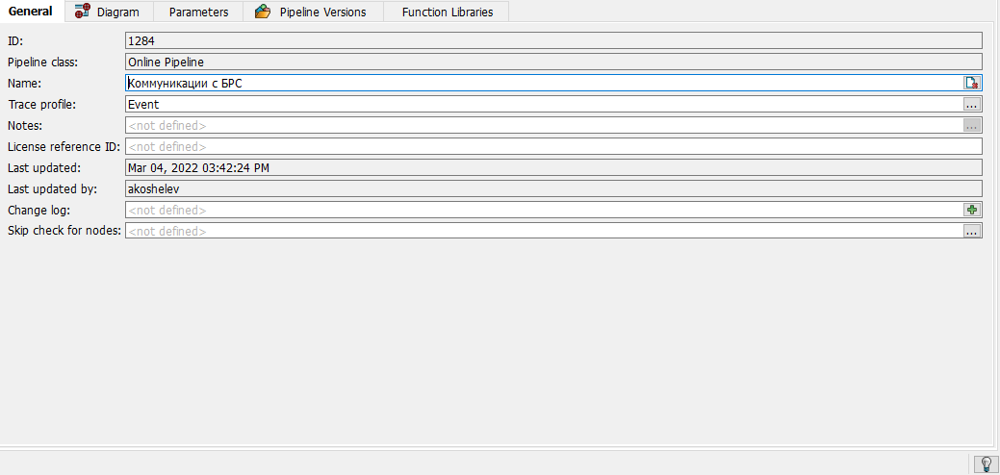 General Diagram Parameters Pipeline Versions Function Libraries
ID: 1284
Pipeline class: Online Pipeline
Name: Коммуникации с БРС
Trace profile: Event ...
Notes: <not defined> ...
License reference ID: <not defined>
Last updated: Mar 04, 2022 03:42:24 PM
Last updated by: akoshelev
Change log: <not defined>
Skip check for nodes: <not defined> ...